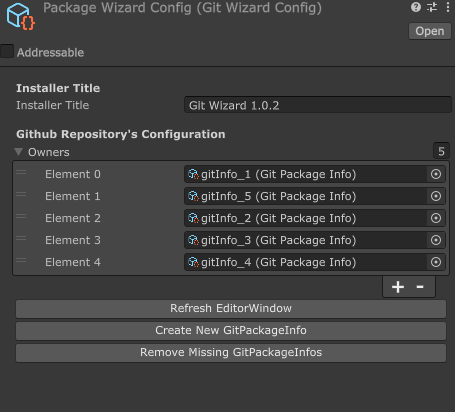 Package Wizard Config (Git Wizard Config)
Open
Addressable
Installer Title
Installer Title Git Wizard 1.0.2
Github Repository's Configuration
Owners 5
Element 0 gitInfo_1 (Git Package Info)
Element 1 gitInfo_5 (Git Package Info)
Element 2 gitInfo_2 (Git Package Info)
Element 3 gitInfo_3 (Git Package Info)
Element 4 gitInfo_4 (Git Package Info)
+ -
Refresh EditorWindow
Create New GitPackageInfo
Remove Missing GitPackageInfos